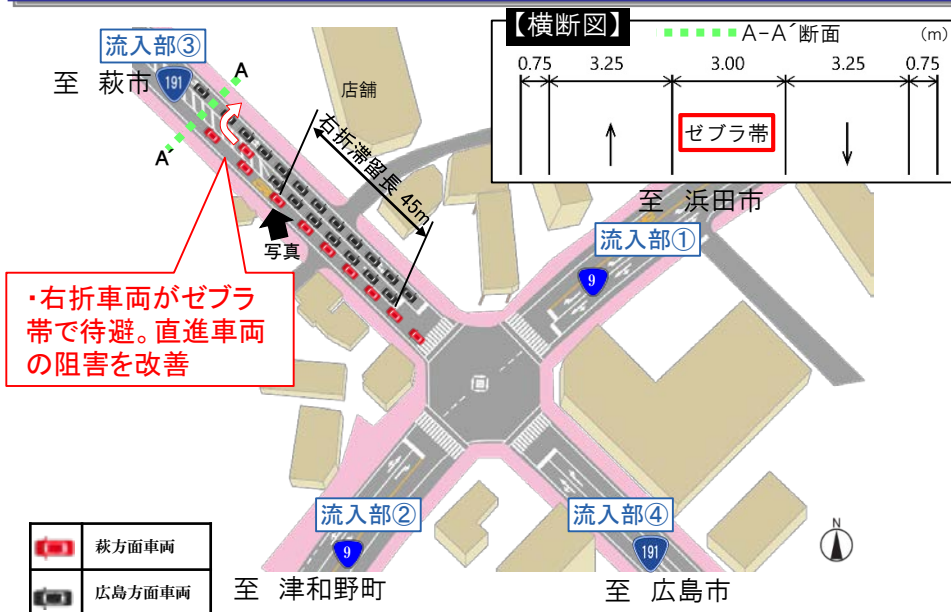 【横断図】
A-A´断面
(m)
0.75
3.25
3.00
3.25
0.75
ゼブラ帯
流入部③
至 萩市
191
A
A´
店舗
右折滞留長 45m
写真
至 浜田市
流入部①
9
・右折車両がゼブラ
帯で待避。直進車両
の阻害を改善
流入部②
9
至 津和野町
流入部④
191
至 広島市
N
萩方面車両
広島方面車両